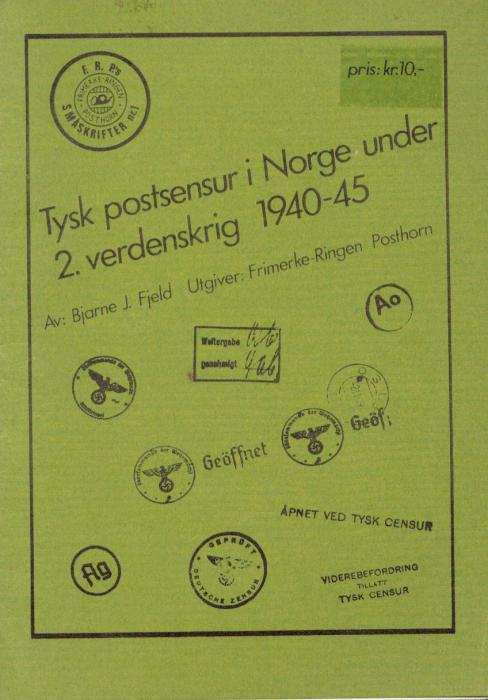 F. R. P's
FRIMERKE-RINGEN
POSTHORN
SMÅSKRIFTER nr.1
pris: kr.10,-
Tysk postsensur i Norge under
2. verdenskrig 1940-45
Av: Bjarne J. Fjeld Utgiver: Frimerke-Ringen Posthorn
Ao
Weitergabe
genehmigt
Geöffnet
Geöf
ÅPNET VED TYSK CENSUR
Ag
GEPRÜFT
DEUTSCHE ZENSUR
VIDEREBEFORDRING
TILLATT
TYSK CENSUR